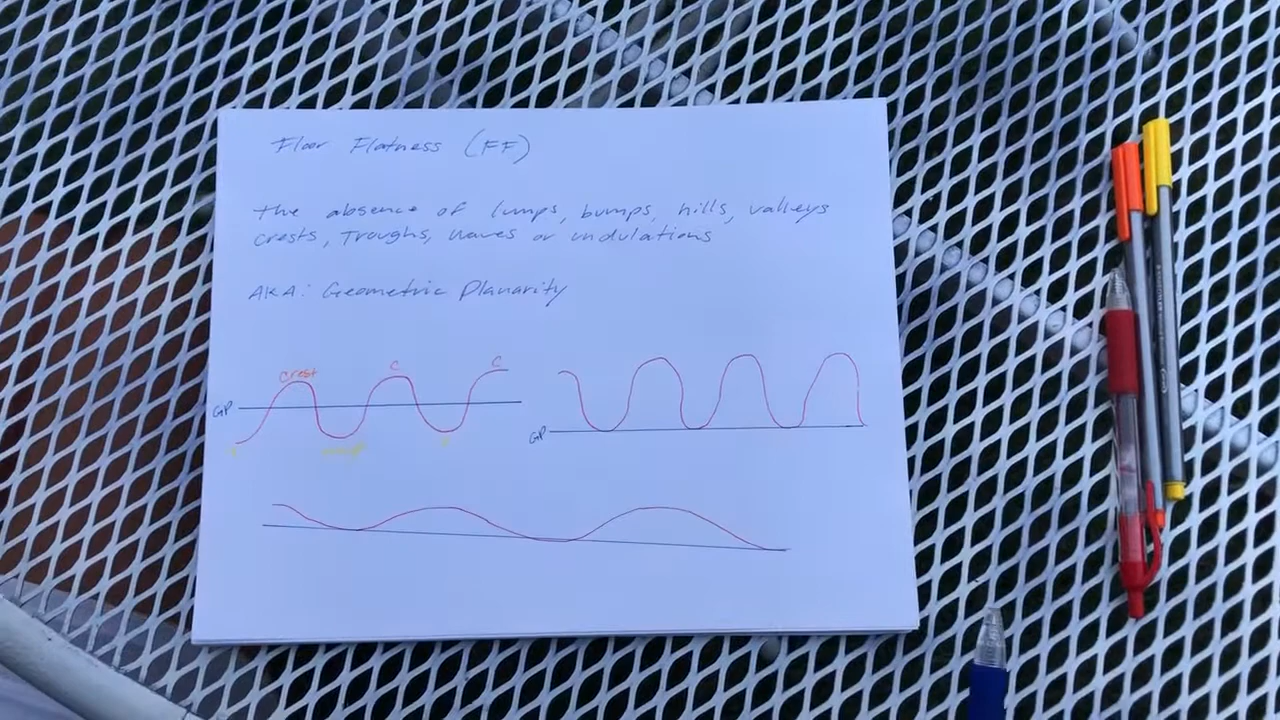 Floor Flatness (FF)
the absence of lumps, bumps, hills, valleys
crests, Troughs, waves or undulations
AKA: Geometric Planarity
crest C C
GP
GP